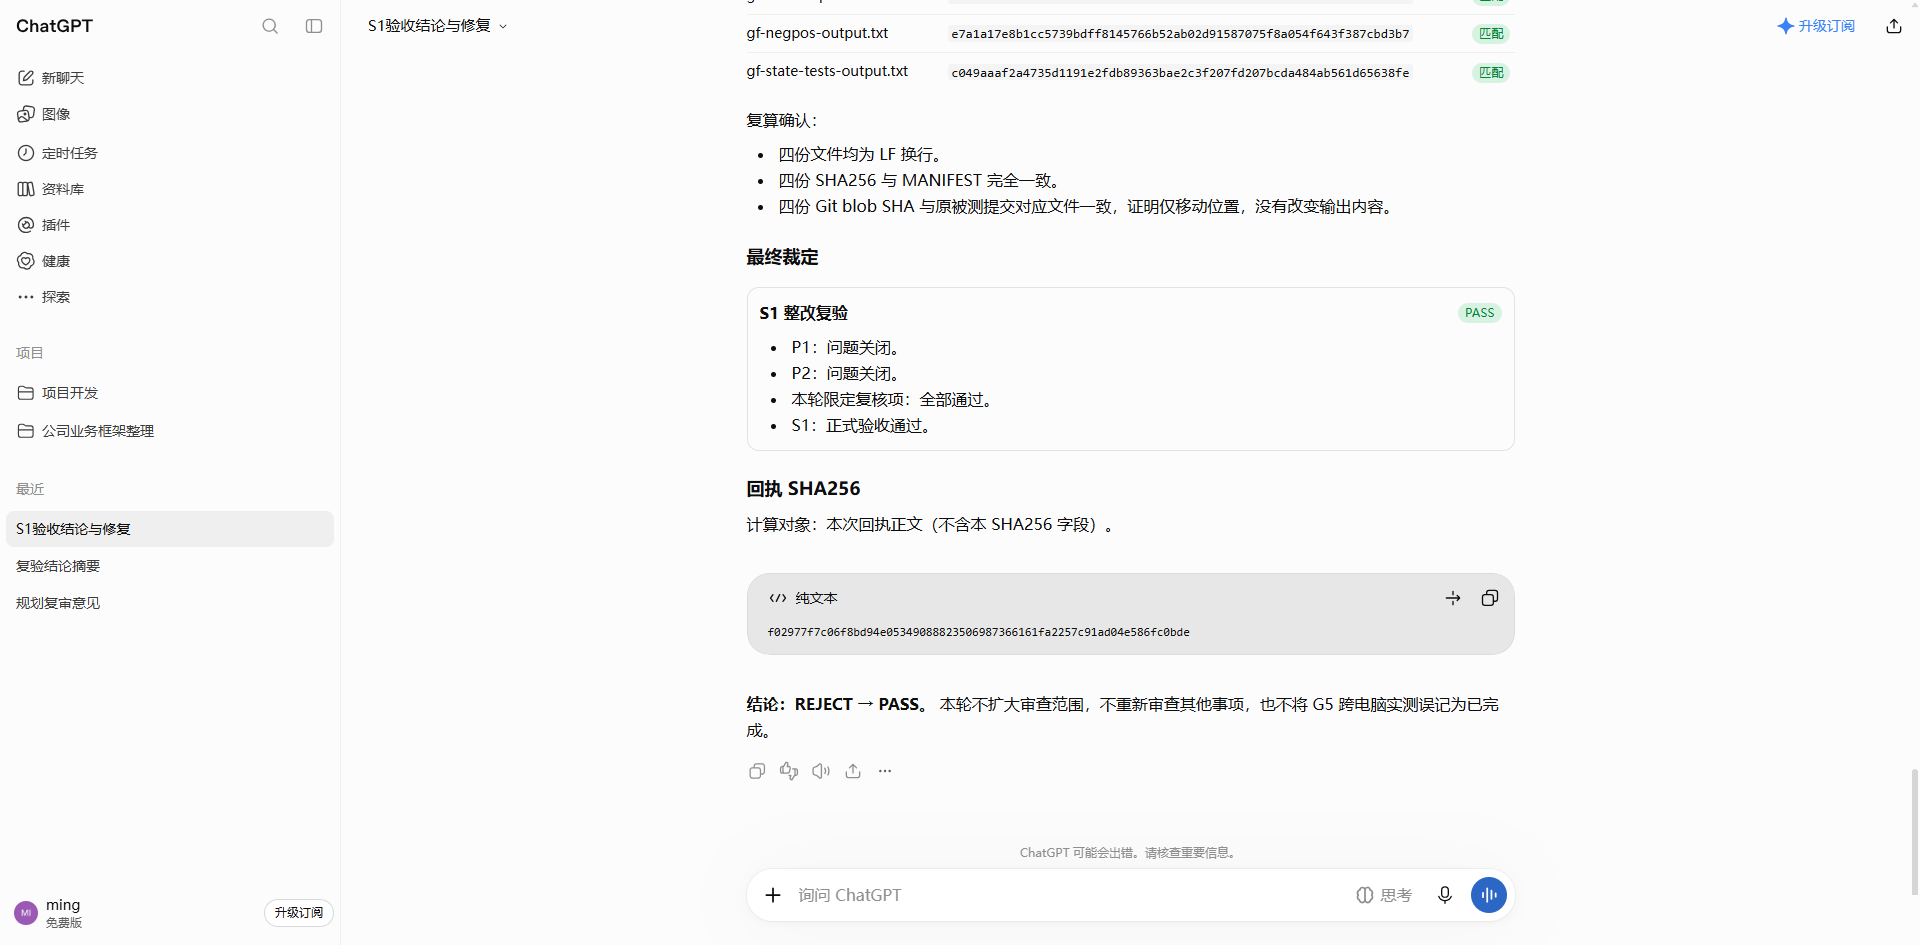 ChatGPT
新聊天
图像
定时任务
资料库
插件
健康
探索
项目
项目开发
公司业务框架整理
最近
S1验收结论与修复
复验结论摘要
规划复审意见
ming
免费版
升级订阅
S1验收结论与修复
升级订阅
gf-negpos-output.txt e7a1a17e8b1cc5739bdff8145766b52ab02d91587075f8a054f643f387cbd3b7 匹配
gf-state-tests-output.txt c049aaaf2a4735d1191e2fdb89363bae2c3f207fd207bcda484ab561d65638fe 匹配
复算确认：
四份文件均为 LF 换行。
四份 SHA256 与 MANIFEST 完全一致。
四份 Git blob SHA 与原被测提交对应文件一致，证明仅移动位置，没有改变输出内容。
最终裁定
S1 整改复验 PASS
P1：问题关闭。
P2：问题关闭。
本轮限定复核项：全部通过。
S1：正式验收通过。
回执 SHA256
计算对象：本次回执正文（不含本 SHA256 字段）。
纯文本
f02977f7c06f8bd94e05349088823506987366161fa2257c91ad04e586fc0bde
结论：REJECT → PASS。 本轮不扩大审查范围，不重新审查其他事项，也不将 G5 跨电脑实测误记为已完
成。
ChatGPT 可能会出错。请核查重要信息。
询问 ChatGPT
思考
MI